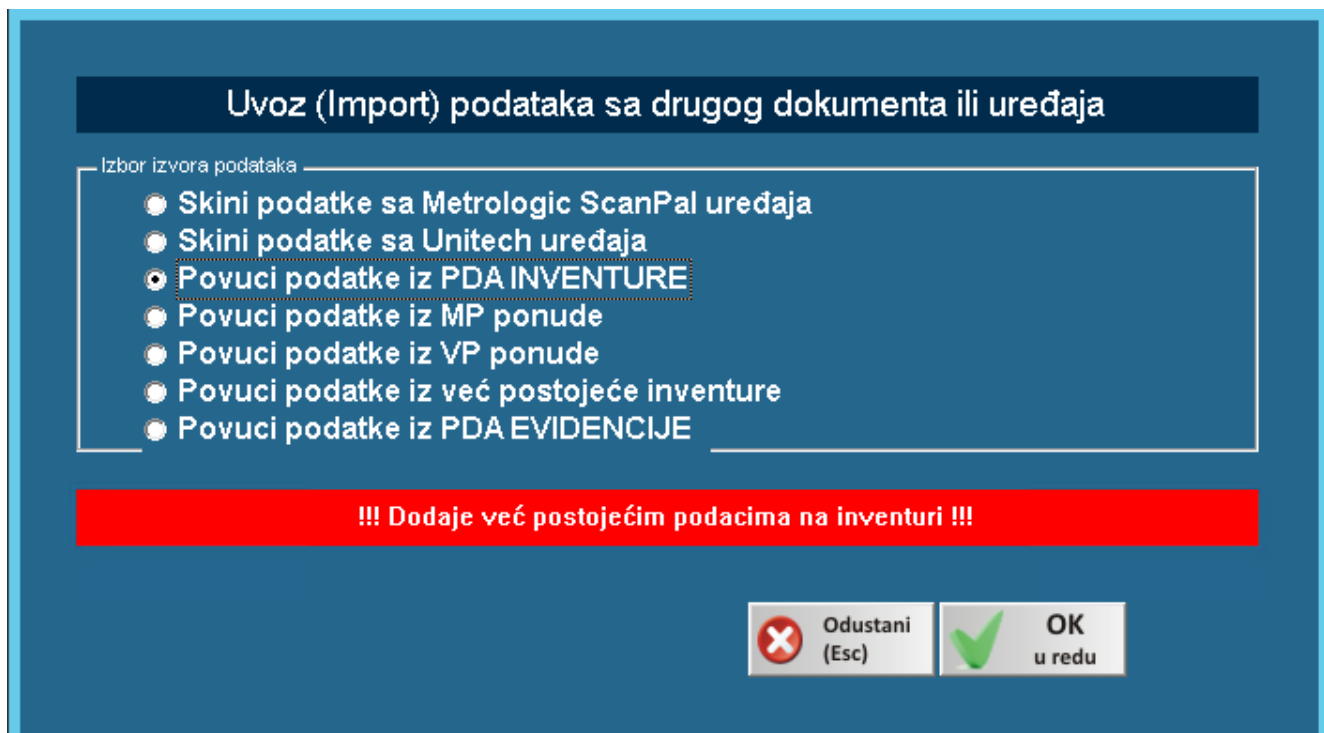 Uvoz (Import) podataka sa drugog dokumenta ili uređaja
Izbor izvora podataka
Skini podatke sa Metrologic ScanPal uređaja
Skini podatke sa Unitech uređaja
Povuci podatke iz PDA INVENTURE
Povuci podatke iz MP ponude
Povuci podatke iz VP ponude
Povuci podatke iz već postojeće inventure
Povuci podatke iz PDA EVIDENCIJE
!!! Dodaje već postojećim podacima na inventuri !!!
Odustani
(Esc)
OK
u redu